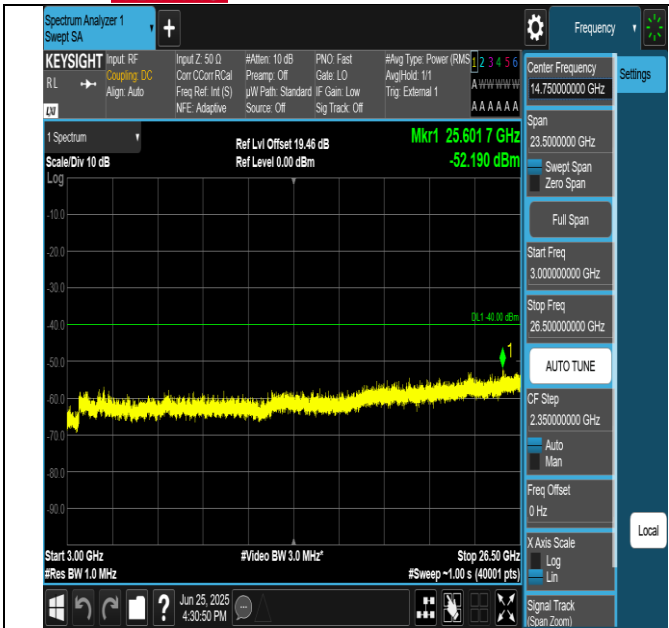 Spectrum Analyzer 1
Swept SA
Frequency
KEYSIGHT
RL
LXI
Input: RF
Coupling: DC
Align: Auto
Input Z: 50 Ω
Corr CCorr RCal
Freq Ref: Int (S)
NFE: Adaptive
#Atten: 10 dB
Preamp: Off
µW Path: Standard
Source: Off
PNO: Fast
Gate: LO
IF Gain: Low
Sig Track: Off
#Avg Type: Power (RMS
Avg|Hold: 1/1
Trig: External 1
1 2 3 4 5 6
A W W W W W
A A A A A A
1 Spectrum
Scale/Div 10 dB
Log
Ref Lvl Offset 19.46 dB
Ref Level 0.00 dBm
Mkr1 25.601 7 GHz
-52.190 dBm
-10.0
-20.0
-30.0
-40.0
-50.0
-60.0
-70.0
-80.0
-90.0
DL1 -40.00 dBm
1
Start 3.00 GHz
#Res BW 1.0 MHz
#Video BW 3.0 MHz*
Stop 26.50 GHz
#Sweep ~1.00 s (40001 pts)
Jun 25, 2025
4:30:50 PM
Center Frequency
14.75000000 GHz
Settings
Span
23.5000000 GHz
Swept Span
Zero Span
Full Span
Start Freq
3.000000000 GHz
Stop Freq
26.500000000 GHz
AUTO TUNE
CF Step
2.350000000 GHz
Auto
Man
Freq Offset
0 Hz
X Axis Scale
Log
Lin
Local
Signal Track
(Span Zoom)